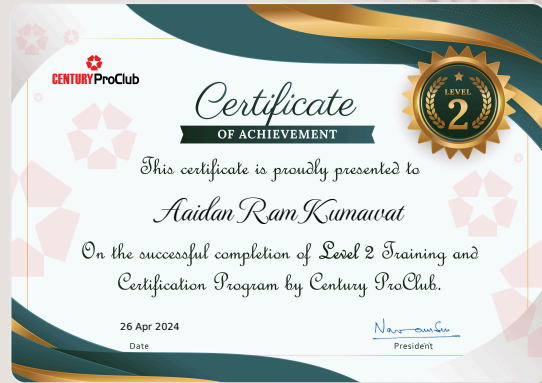 CENTURY ProClub
LEVEL
2
Certificate
OF ACHIEVEMENT
This certificate is proudly presented to
Aaidan Ram Kumawat
On the successful completion of Level 2 Training and
Certification Program by Century ProClub.
26 Apr 2024
Date
President